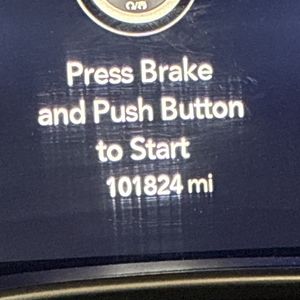 Press Brake
and Push Button
to Start
101824 mi